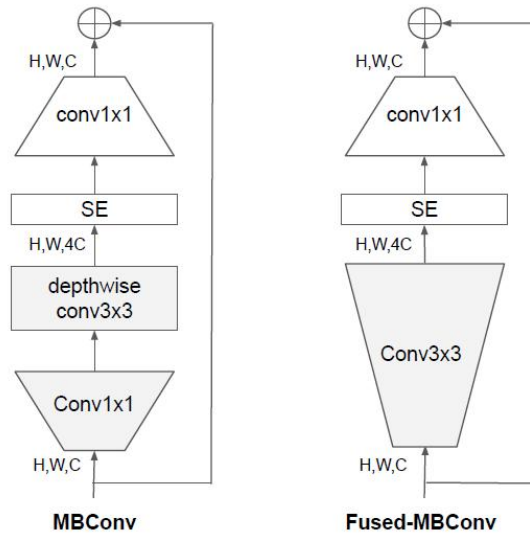 H,W,C
conv1x1
SE
H,W,4C
depthwise
conv3x3
Conv1x1
H,W,C
MBConv
H,W,C
conv1x1
SE
H,W,4C
Conv3x3
H,W,C
Fused-MBConv